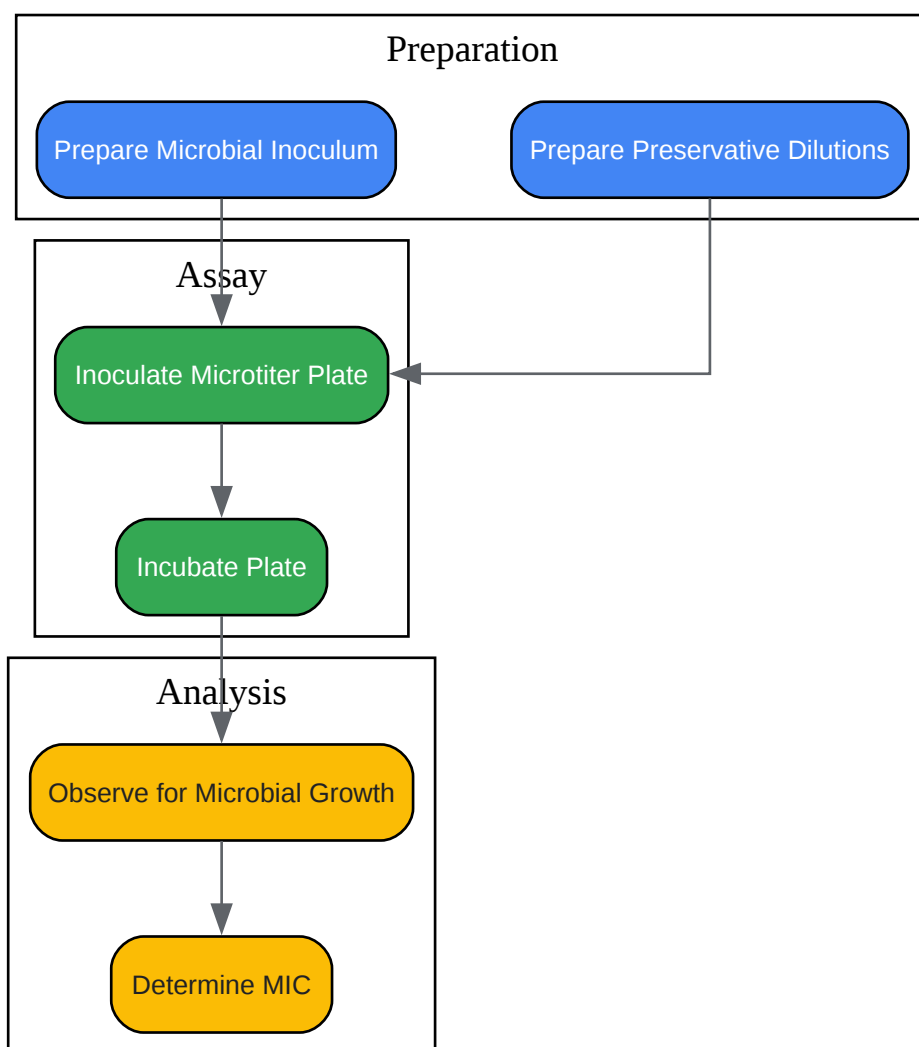 Preparation
Prepare Microbial Inoculum
Prepare Preservative Dilutions
Assay
Inoculate Microtiter Plate
Incubate Plate
Analysis
Observe for Microbial Growth
Determine MIC